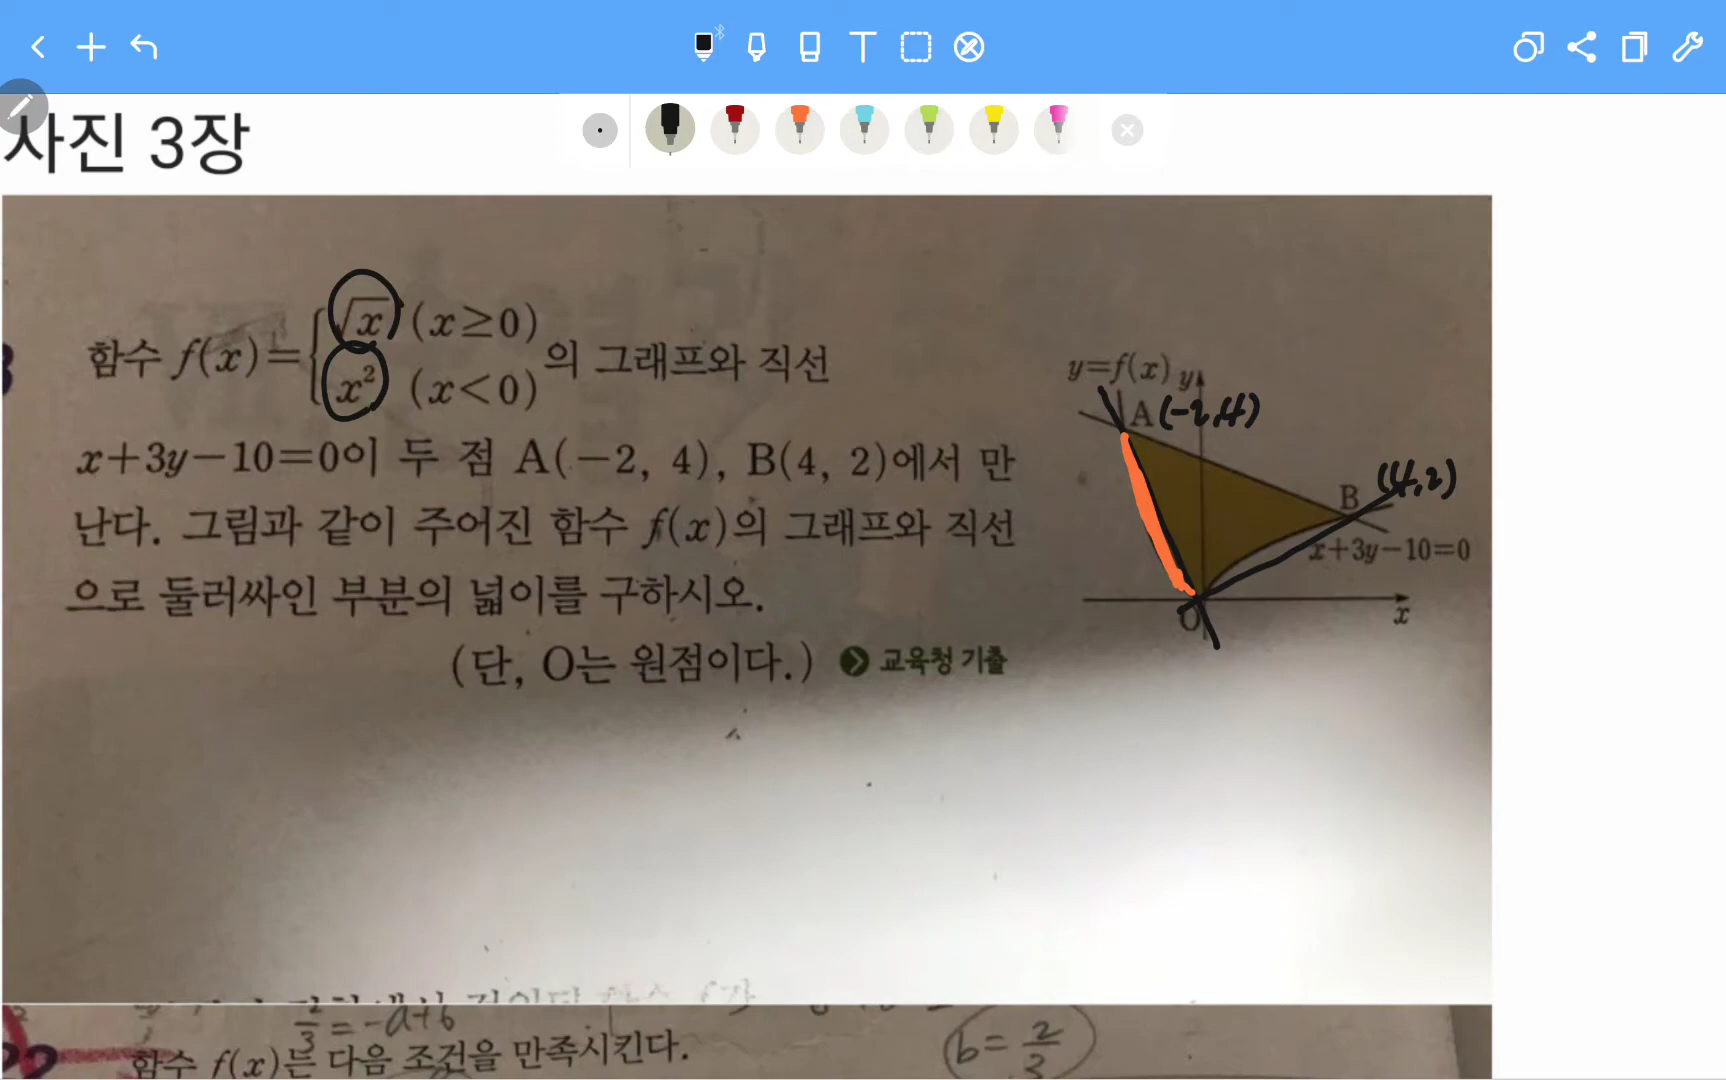 사진 3장
함수 f(x)={√x (x≥0) x² (x<0) 의 그래프와 직선
x+3y−10=0이 두 점 A(−2, 4), B(4, 2)에서 만
난다. 그림과 같이 주어진 함수 f(x)의 그래프와 직선
으로 둘러싸인 부분의 넓이를 구하시오.
(단, O는 원점이다.) 교육청 기출
y=f(x) y
A (-2,4)
B (4,2)
x+3y−10=0
O x
2/3 = -a+b
함수 f(x)는 다음 조건을 만족시킨다.
b = 2/3